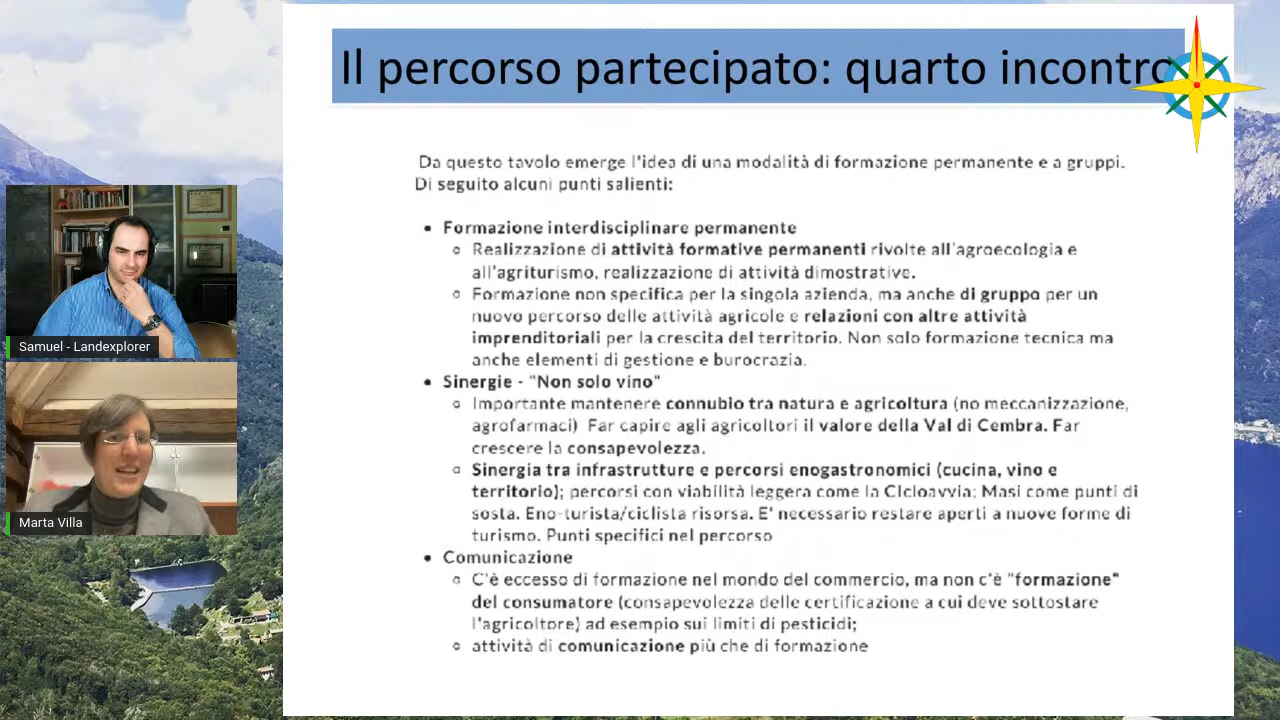 Il percorso partecipato: quarto incontro
Da questo tavolo emerge l'idea di una modalità di formazione permanente e a gruppi.
Di seguito alcuni punti salienti:
• Formazione interdisciplinare permanente
◦ Realizzazione di attività formative permanenti rivolte all'agroecologia e
all'agriturismo, realizzazione di attività dimostrative.
◦ Formazione non specifica per la singola azienda, ma anche di gruppo per un
nuovo percorso delle attività agricole e relazioni con altre attività
imprenditoriali per la crescita del territorio. Non solo formazione tecnica ma
anche elementi di gestione e burocrazia.
• Sinergie - "Non solo vino"
◦ Importante mantenere connubio tra natura e agricoltura (no meccanizzazione,
agrofarmaci) Far capire agli agricoltori il valore della Val di Cembra. Far
crescere la consapevolezza.
◦ Sinergia tra infrastrutture e percorsi enogastronomici (cucina, vino e
territorio); percorsi con viabilità leggera come la CIcloavvia; Masi come punti di
sosta. Eno-turista/ciclista risorsa. E' necessario restare aperti a nuove forme di
turismo. Punti specifici nel percorso
• Comunicazione
◦ C'è eccesso di formazione nel mondo del commercio, ma non c'è "formazione"
del consumatore (consapevolezza delle certificazione a cui deve sottostare
l'agricoltore) ad esempio sui limiti di pesticidi;
◦ attività di comunicazione più che di formazione
Samuel - Landexplorer
Marta Villa